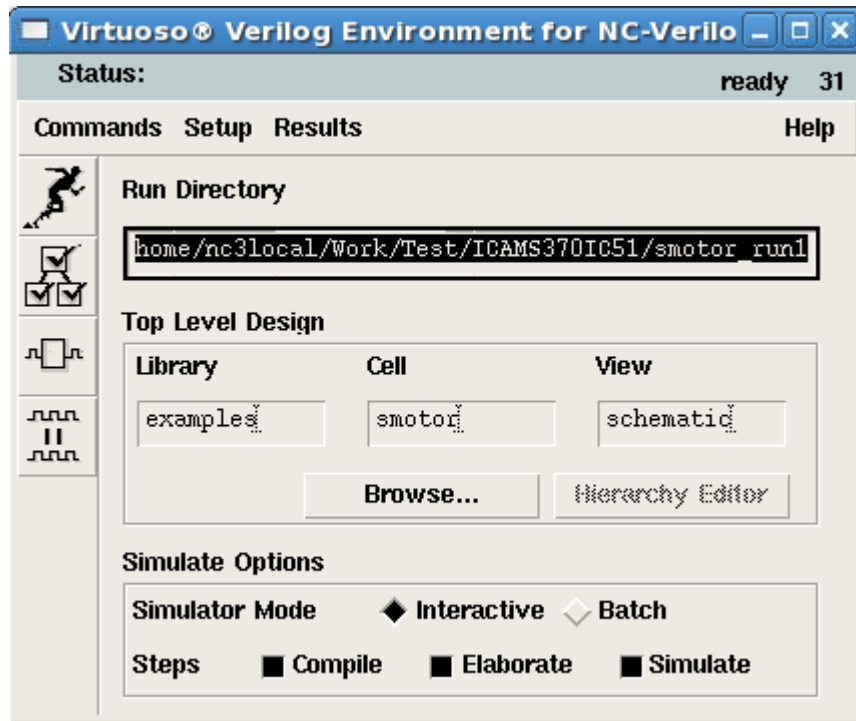 Virtuoso® Verilog Environment for NC-Verilo
Status: ready 31
Commands Setup Results Help
Run Directory
home/nc3local/Work/Test/ICAMS370IC51/smotor_run1
Top Level Design
Library Cell View
examples smotor schematic
Browse... Hierarchy Editor
Simulate Options
Simulator Mode Interactive Batch
Steps Compile Elaborate Simulate